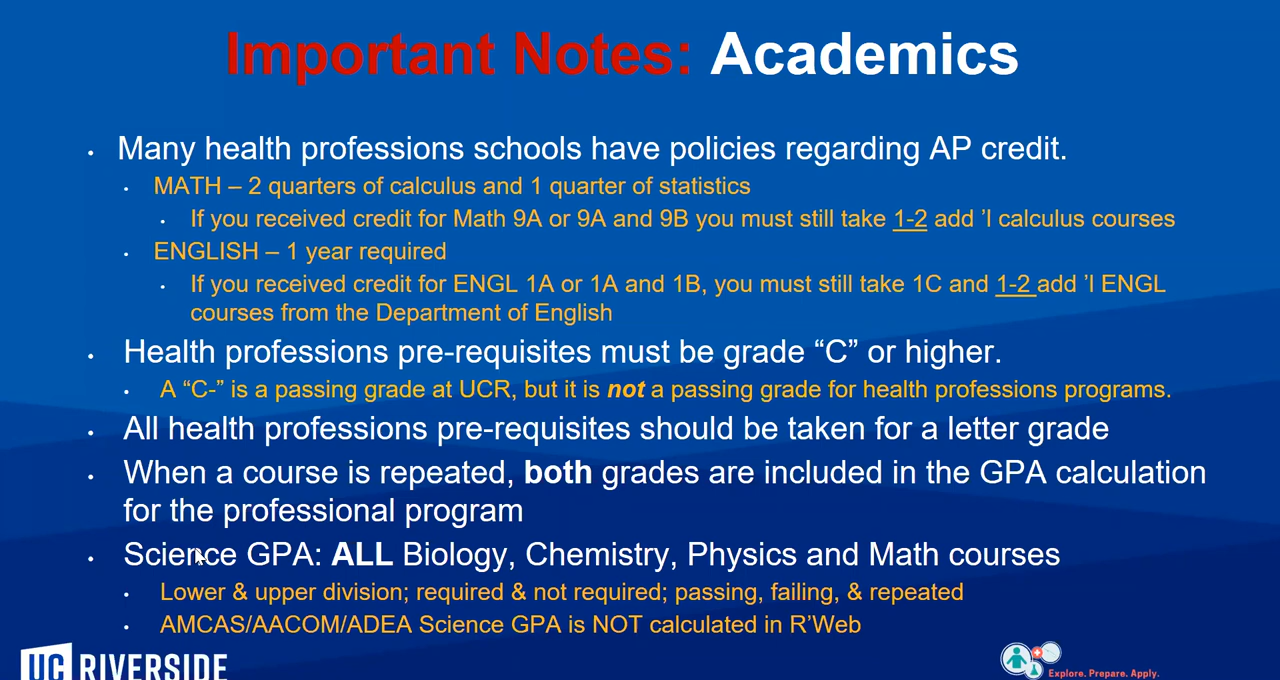 Important Notes: Academics
• Many health professions schools have policies regarding AP credit.
• MATH – 2 quarters of calculus and 1 quarter of statistics
• If you received credit for Math 9A or 9A and 9B you must still take 1-2 add ’l calculus courses
• ENGLISH – 1 year required
• If you received credit for ENGL 1A or 1A and 1B, you must still take 1C and 1-2 add ’l ENGL
courses from the Department of English
• Health professions pre-requisites must be grade “C” or higher.
• A “C-” is a passing grade at UCR, but it is not a passing grade for health professions programs.
• All health professions pre-requisites should be taken for a letter grade
• When a course is repeated, both grades are included in the GPA calculation
for the professional program
• Science GPA: ALL Biology, Chemistry, Physics and Math courses
• Lower & upper division; required & not required; passing, failing, & repeated
• AMCAS/AACOM/ADEA Science GPA is NOT calculated in R’Web
UC RIVERSIDE
Explore. Prepare. Apply.